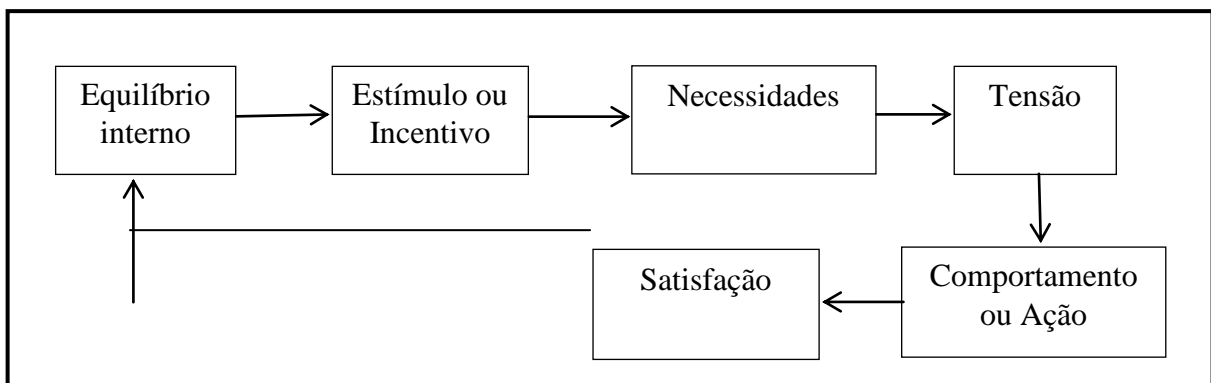 Equilíbrio
interno
Estímulo ou
Incentivo
Necessidades
Tensão
Comportamento
ou Ação
Satisfação